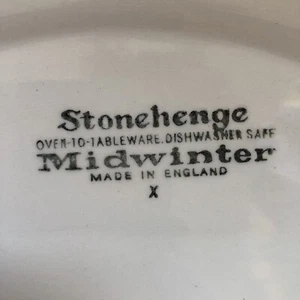 Stonehenge
OVEN-TO-TABLEWARE.DISHWASHER SAFE
Midwinter
MADE IN ENGLAND
X